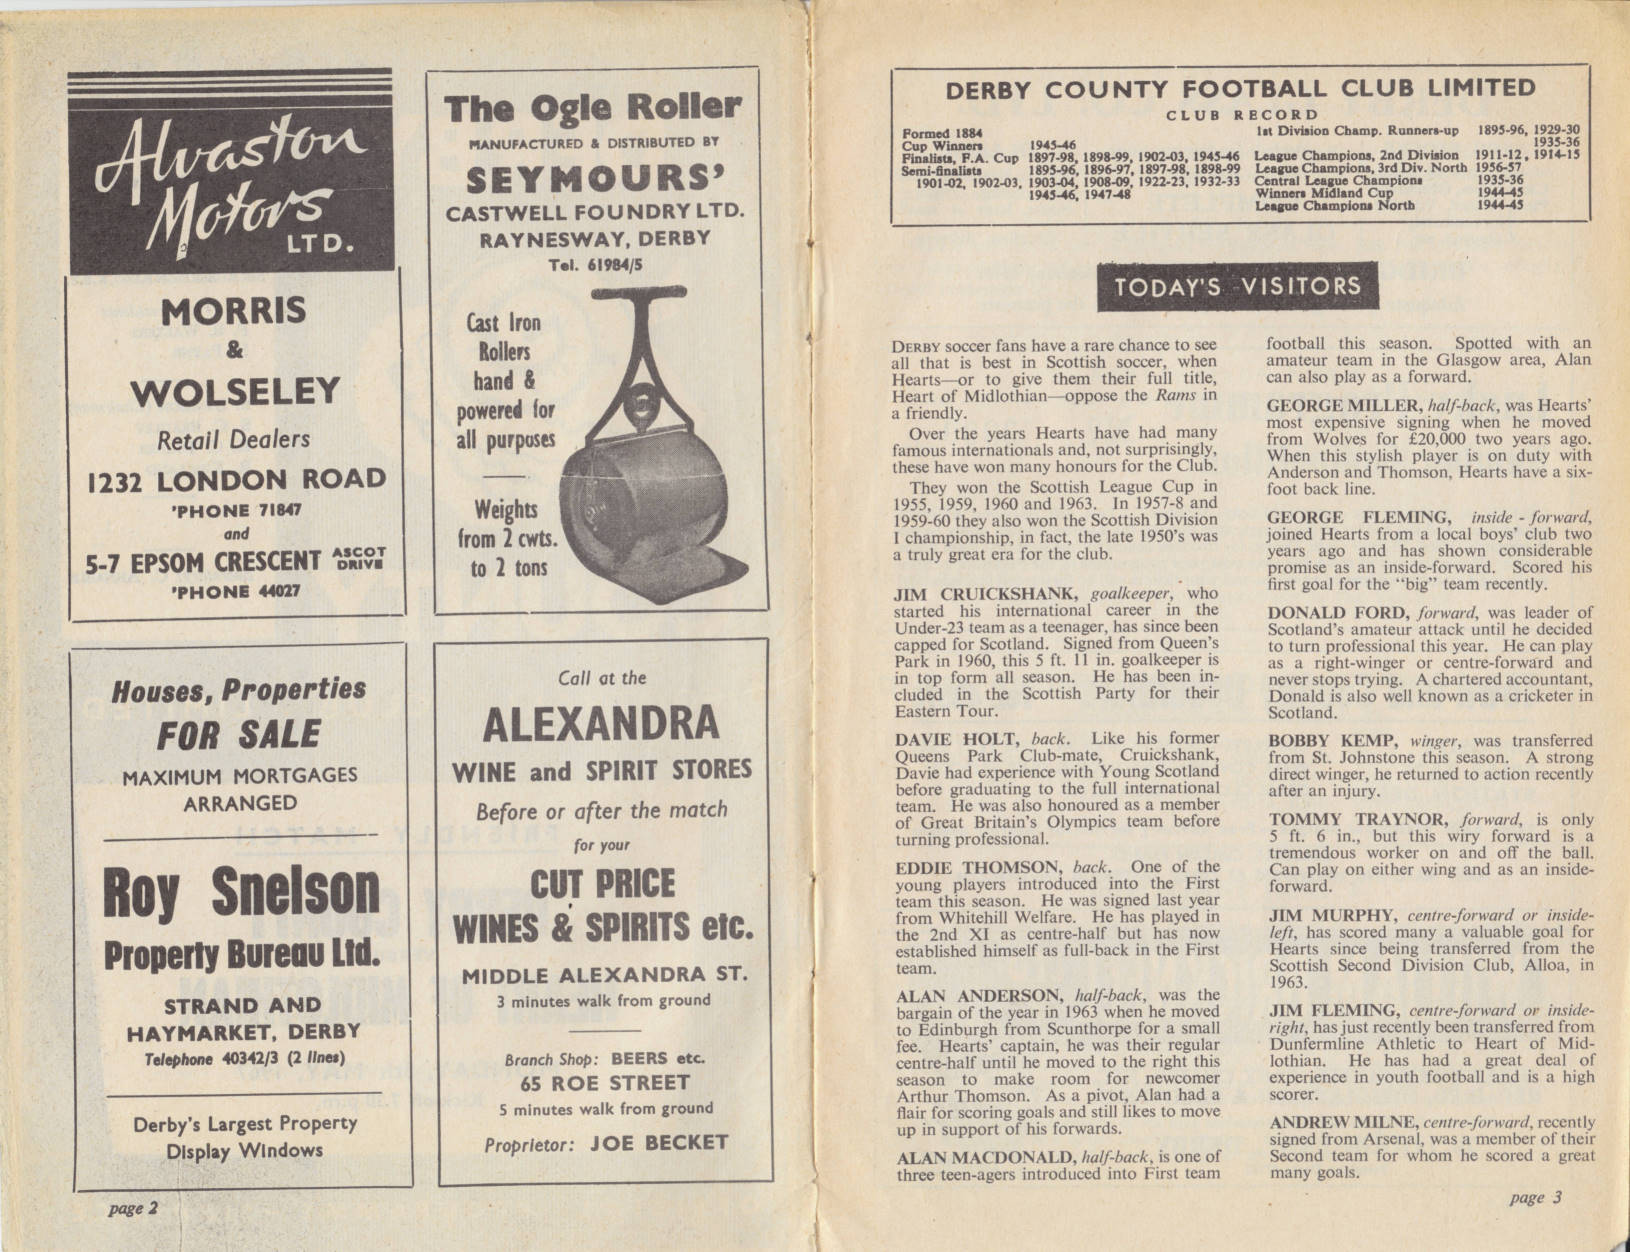 Alvaston
Motors
LTD.
MORRIS
&
WOLSELEY
Retail Dealers
1232 LONDON ROAD
'PHONE 71847
and
5-7 EPSOM CRESCENT ASCOT DRIVE
'PHONE 44027
The Ogle Roller
MANUFACTURED & DISTRIBUTED BY
SEYMOURS'
CASTWELL FOUNDRY LTD.
RAYNESWAY, DERBY
Tel. 61984/5
Cast Iron
Rollers
hand &
powered for
all purposes
Weights
from 2 cwts.
to 2 tons
Houses, Properties
FOR SALE
MAXIMUM MORTGAGES
ARRANGED
Roy Snelson
Property Bureau Ltd.
STRAND AND
HAYMARKET, DERBY
Telephone 40342/3 (2 lines)
Derby's Largest Property
Display Windows
Call at the
ALEXANDRA
WINE and SPIRIT STORES
Before or after the match
for your
CUT PRICE
WINES & SPIRITS etc.
MIDDLE ALEXANDRA ST.
3 minutes walk from ground
Branch Shop: BEERS etc.
65 ROE STREET
5 minutes walk from ground
Proprietor: JOE BECKET
page 2
DERBY COUNTY FOOTBALL CLUB LIMITED
CLUB RECORD
Formed 1884
Cup Winners 1945-46
Finalists, F.A. Cup 1897-98, 1898-99, 1902-03, 1945-46
Semi-finalists 1895-96, 1896-97, 1897-98, 1898-99
1901-02, 1902-03, 1903-04, 1908-09, 1922-23, 1932-33
1945-46, 1947-48
1st Division Champ. Runners-up 1895-96, 1929-30
1935-36
League Champions, 2nd Division 1911-12, 1914-15
League Champions, 3rd Div. North 1956-57
Central League Champions 1935-36
Winners Midland Cup 1944-45
League Champions North 1944-45
TODAY'S VISITORS
DERBY soccer fans have a rare chance to see
all that is best in Scottish soccer, when
Hearts—or to give them their full title,
Heart of Midlothian—oppose the Rams in
a friendly.
Over the years Hearts have had many
famous internationals and, not surprisingly,
these have won many honours for the Club.
They won the Scottish League Cup in
1955, 1959, 1960 and 1963. In 1957-8 and
1959-60 they also won the Scottish Division
I championship, in fact, the late 1950's was
a truly great era for the club.
JIM CRUICKSHANK, goalkeeper, who
started his international career in the
Under-23 team as a teenager, has since been
capped for Scotland. Signed from Queen's
Park in 1960, this 5 ft. 11 in. goalkeeper is
in top form all season. He has been in-
cluded in the Scottish Party for their
Eastern Tour.
DAVIE HOLT, back. Like his former
Queens Park Club-mate, Cruickshank,
Davie had experience with Young Scotland
before graduating to the full international
team. He was also honoured as a member
of Great Britain's Olympics team before
turning professional.
EDDIE THOMSON, back. One of the
young players introduced into the First
team this season. He was signed last year
from Whitehill Welfare. He has played in
the 2nd XI as centre-half but has now
established himself as full-back in the First
team.
ALAN ANDERSON, half-back, was the
bargain of the year in 1963 when he moved
to Edinburgh from Scunthorpe for a small
fee. Hearts' captain, he was their regular
centre-half until he moved to the right this
season to make room for newcomer
Arthur Thomson. As a pivot, Alan had a
flair for scoring goals and still likes to move
up in support of his forwards.
ALAN MACDONALD, half-back, is one of
three teen-agers introduced into First team
football this season. Spotted with an
amateur team in the Glasgow area, Alan
can also play as a forward.
GEORGE MILLER, half-back, was Hearts'
most expensive signing when he moved
from Wolves for £20,000 two years ago.
When this stylish player is on duty with
Anderson and Thomson, Hearts have a six-
foot back line.
GEORGE FLEMING, inside - forward,
joined Hearts from a local boys' club two
years ago and has shown considerable
promise as an inside-forward. Scored his
first goal for the "big" team recently.
DONALD FORD, forward, was leader of
Scotland's amateur attack until he decided
to turn professional this year. He can play
as a right-winger or centre-forward and
never stops trying. A chartered accountant,
Donald is also well known as a cricketer in
Scotland.
BOBBY KEMP, winger, was transferred
from St. Johnstone this season. A strong
direct winger, he returned to action recently
after an injury.
TOMMY TRAYNOR, forward, is only
5 ft. 6 in., but this wiry forward is a
tremendous worker on and off the ball.
Can play on either wing and as an inside-
forward.
JIM MURPHY, centre-forward or inside-
left, has scored many a valuable goal for
Hearts since being transferred from the
Scottish Second Division Club, Alloa, in
1963.
JIM FLEMING, centre-forward or inside-
right, has just recently been transferred from
Dunfermline Athletic to Heart of Mid-
lothian. He has had a great deal of
experience in youth football and is a high
scorer.
ANDREW MILNE, centre-forward, recently
signed from Arsenal, was a member of their
Second team for whom he scored a great
many goals.
page 3